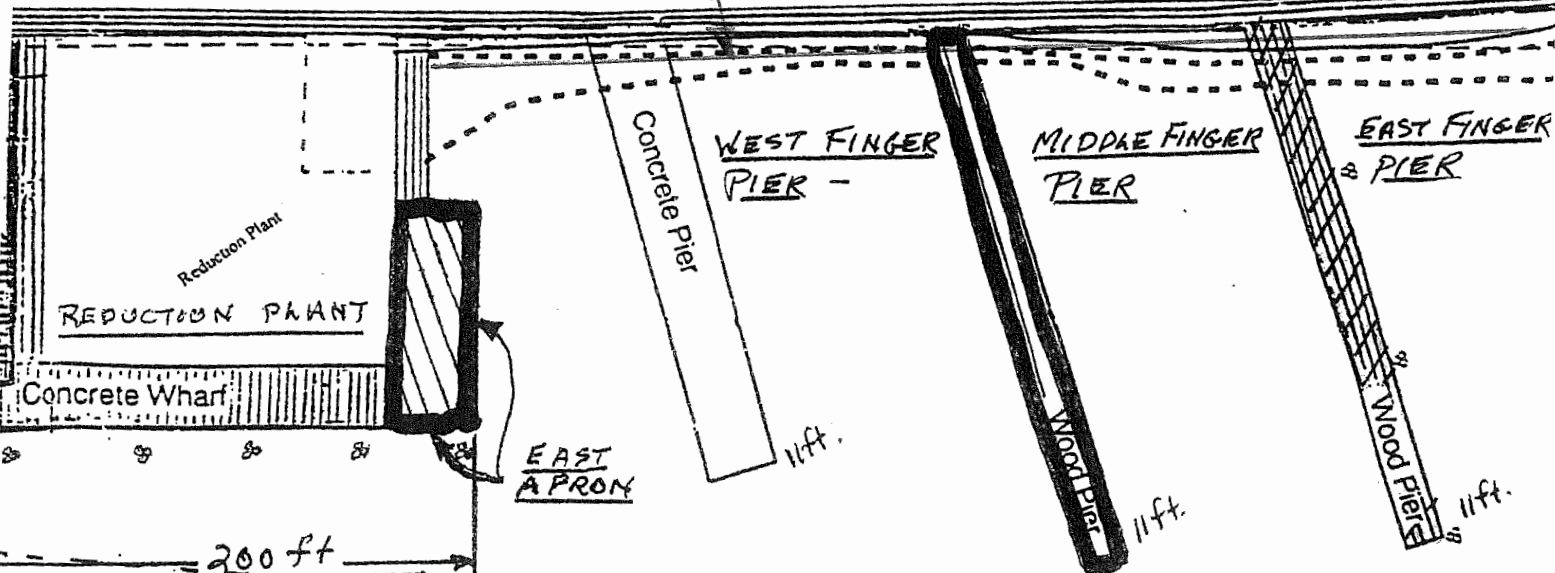 WEST FINGER
PIER -
MIDDLE FINGER
PIER
EAST FINGER
PIER
Concrete Pier
Reduction Plant
REDUCTION PLANT
Concrete Wharf
EAST
APRON
11ft.
Wood Pier
11ft.
Wood Pier
11ft.
200 ft